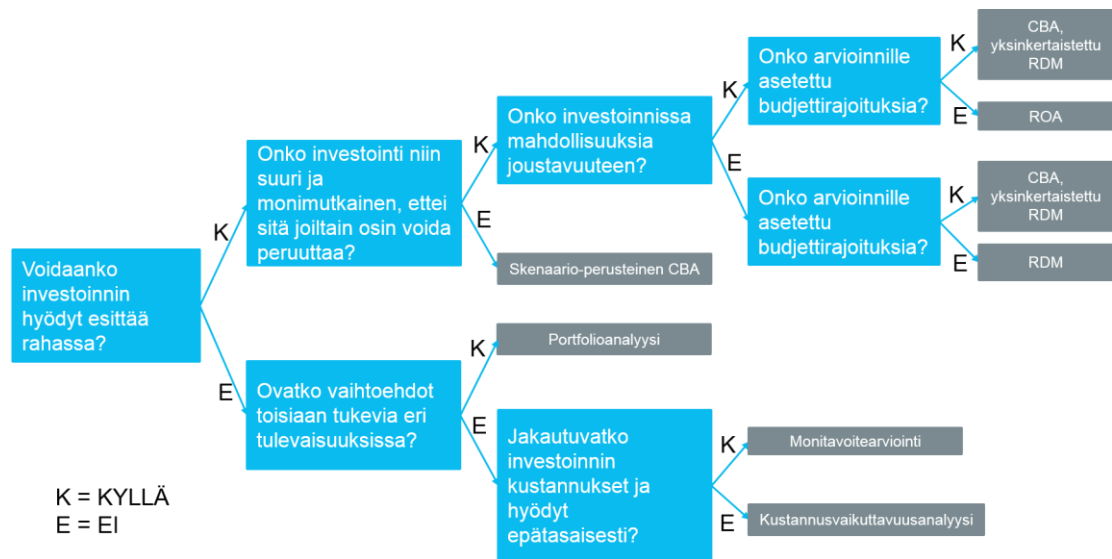 Voidaanko
investoinnin
hyödyt esittää
rahassa?
K
E
Onko investointi niin
suuri ja
monimutkainen, ettei
sitä joiltain osin voida
peruuttaa?
K
E
Onko investoinnissa
mahdollisuuksia
joustavuuteen?
K
E
Onko arvioinnille
asetettu
budjettirajoituksia?
K
E
CBA,
yksinkertaistettu
RDM
ROA
Onko arvioinnille
asetettu
budjettirajoituksia?
K
E
CBA,
yksinkertaistettu
RDM
RDM
Skenaario-perusteinen CBA
Ovatko vaihtoehdot
toisiaan tukevia eri
tulevaisuuksissa?
K
E
Portfolioanalyysi
Jakautuvatko
investoinnin
kustannukset ja
hyödyt
epätasaisesti?
K
E
Monitavoitearviointi
Kustannusvaikuttavuusanalyysi
K = KYLLÄ
E = EI